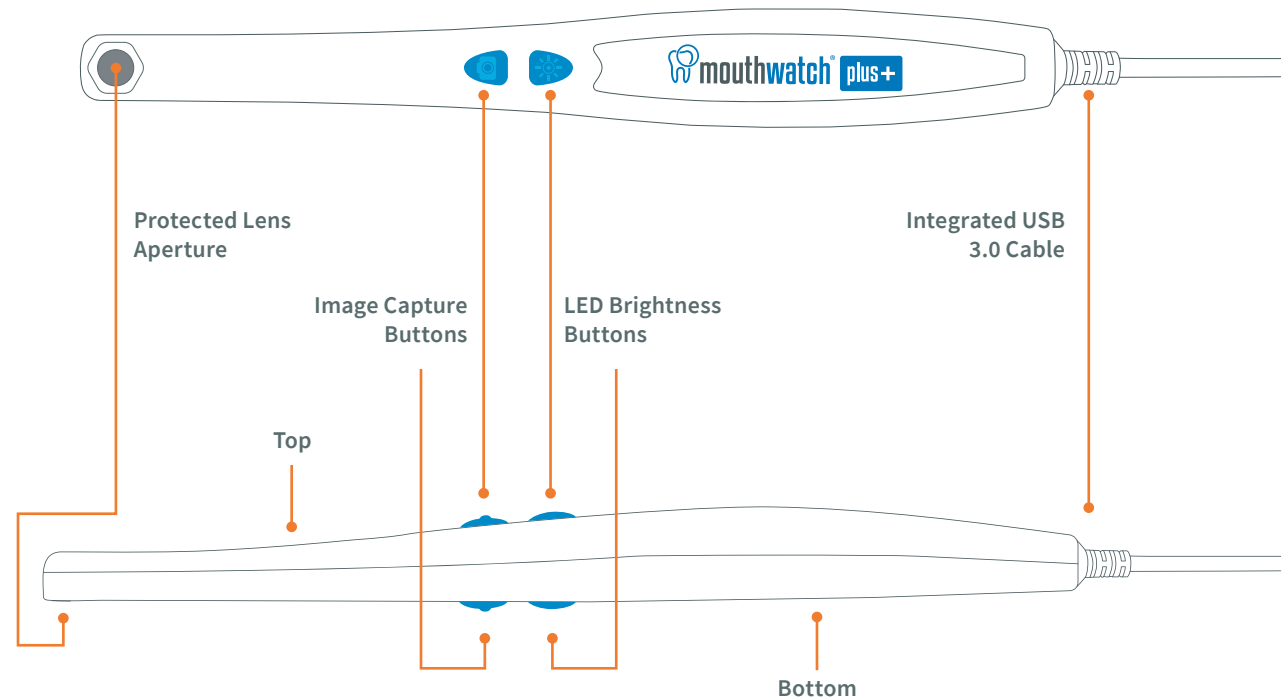 mouthwatch® plus+
Protected Lens
Aperture
Integrated USB
3.0 Cable
Image Capture
Buttons
LED Brightness
Buttons
Top
Bottom